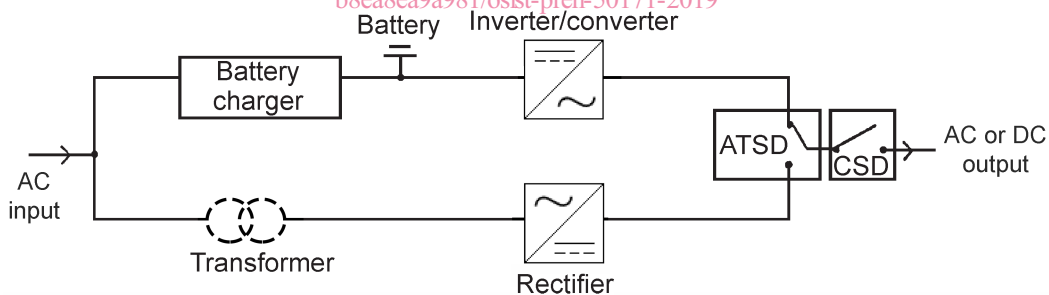 b8ea8ea9a981/osist-pren-50171-2019
Battery
Inverter/converter
Battery
charger
ATSD
CSD
AC or DC
output
AC
input
Transformer
Rectifier